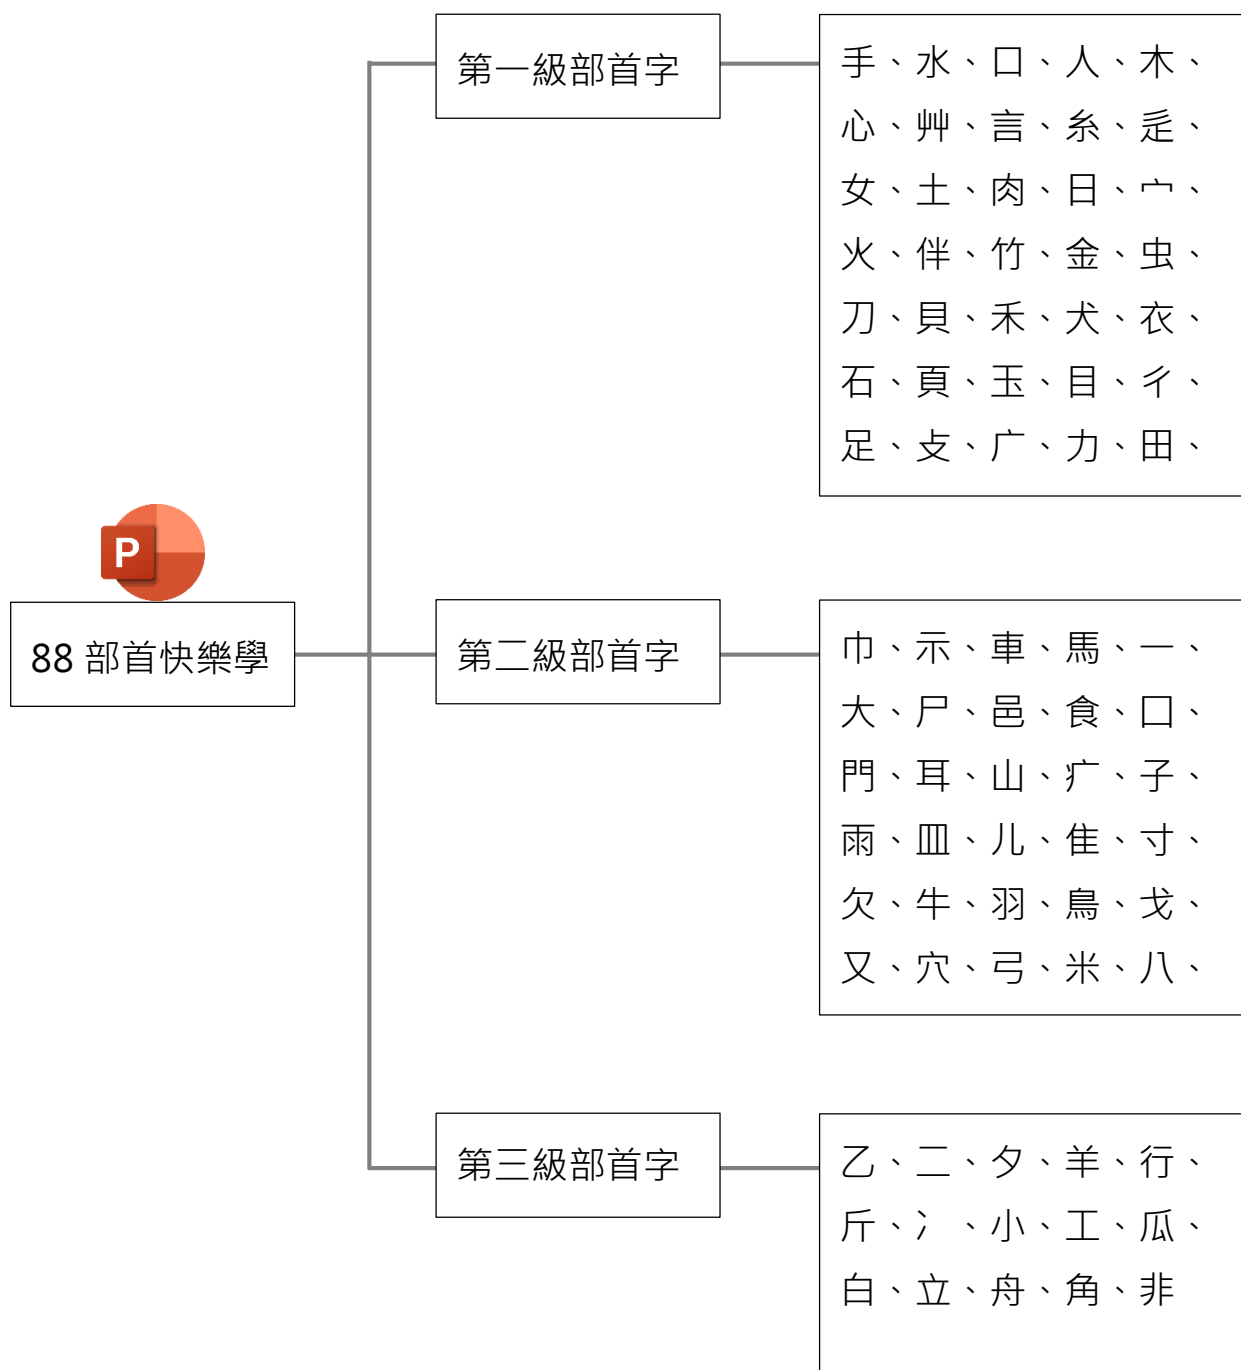 第一級部首字
手、水、口、人、木、
心、艸、言、糸、辵、
女、土、肉、日、宀、
火、伴、竹、金、虫、
刀、貝、禾、犬、衣、
石、頁、玉、目、彳、
足、攴、广、力、田、
P
88 部首快樂學
第二級部首字
巾、示、車、馬、一、
大、尸、邑、食、囗、
門、耳、山、疒、子、
雨、皿、儿、隹、寸、
欠、牛、羽、鳥、戈、
又、穴、弓、米、八、
第三級部首字
乙、二、夕、羊、行、
斤、冫、小、工、瓜、
白、立、舟、角、非